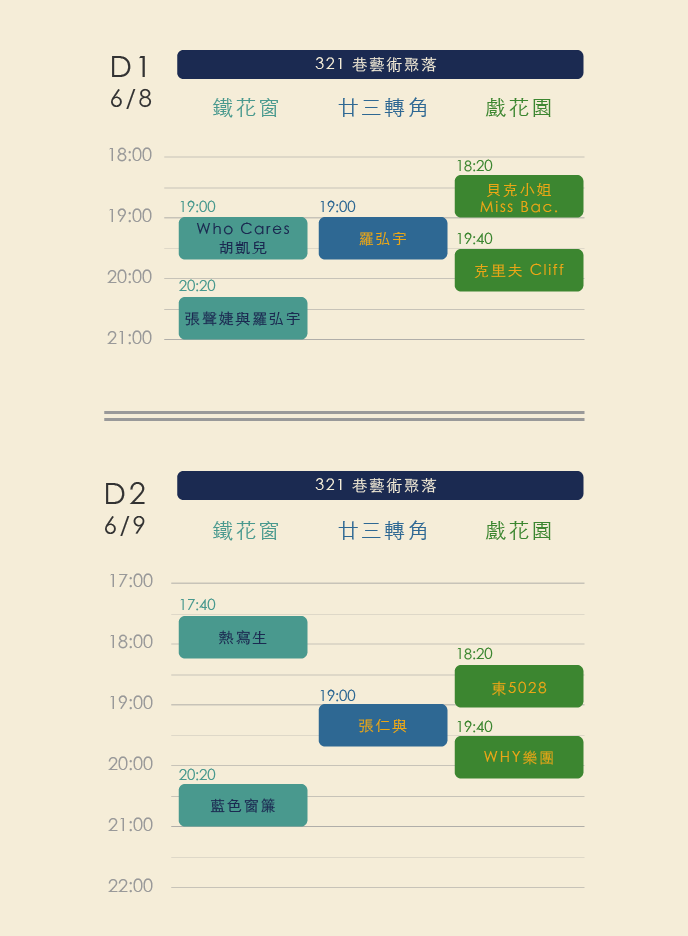 D1
6/8
321 巷藝術聚落
鐵花窗
廿三轉角
戲花園
18:00
18:20
貝克小姐
Miss Bac.
19:00
19:00
19:00
Who Cares
胡凱兒
羅弘宇
19:40
克里夫 Cliff
20:00
20:20
張聲婕與羅弘宇
21:00
D2
6/9
321 巷藝術聚落
鐵花窗
廿三轉角
戲花園
17:00
17:40
熱寫生
18:00
18:20
東5028
19:00
19:00
張仁與
19:40
WHY樂團
20:00
20:20
藍色窗簾
21:00
22:00